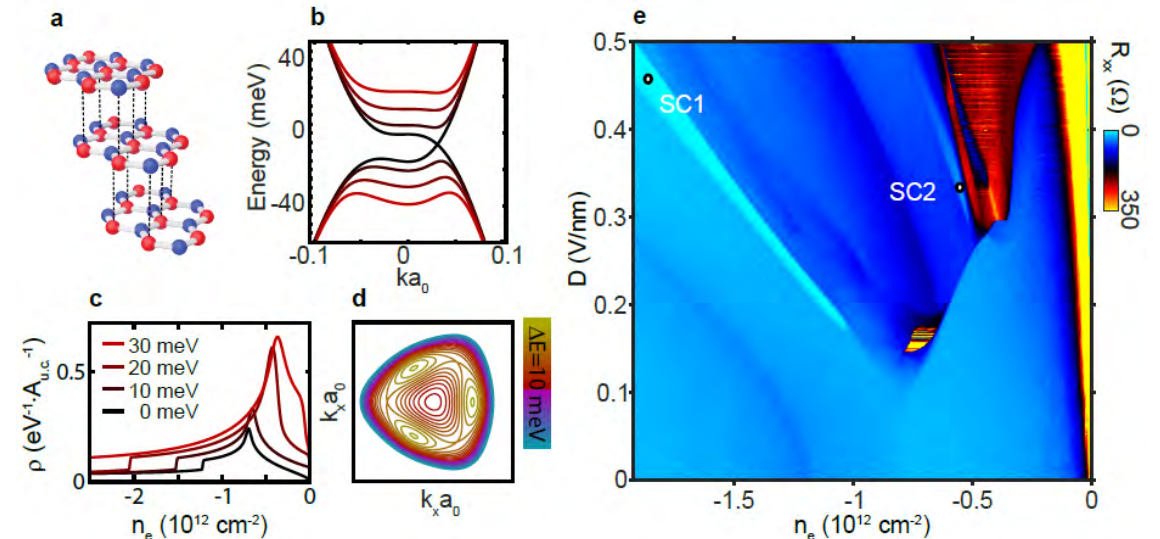 a
b
Energy (meV)
40
0
-40
-0.1
0
0.1
ka₀
c
30 meV
20 meV
10 meV
0 meV
ρ (eV⁻¹·A_u.c.⁻¹)
0.5
0
-2
-1
0
nₑ (10¹² cm⁻²)
d
kₓa₀
kₓa₀
ΔE=10 meV
e
SC1
SC2
D (V/nm)
0.5
0.4
0.3
0.2
0.1
0
-1.5
-1
-0.5
0
nₑ (10¹² cm⁻²)
Rₓₓ (Ω)
0
350